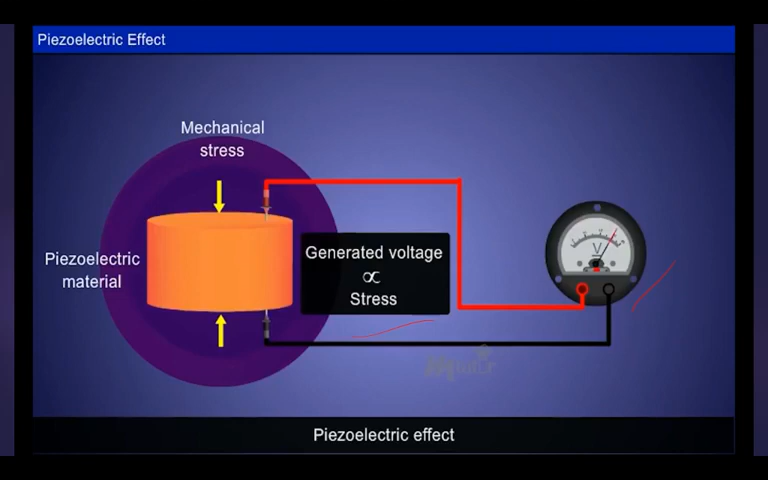 Piezoelectric Effect
Mechanical
stress
Piezoelectric
material
Generated voltage
∝
Stress
V
Piezoelectric effect